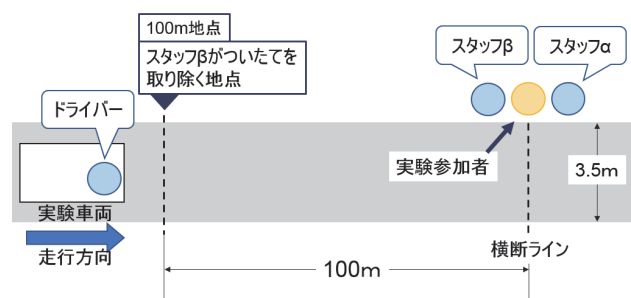 100m地点
スタッフβがついたてを
取り除く地点
スタッフβ
スタッフα
ドライバー
実験参加者
3.5m
実験車両
走行方向
横断ライン
100m